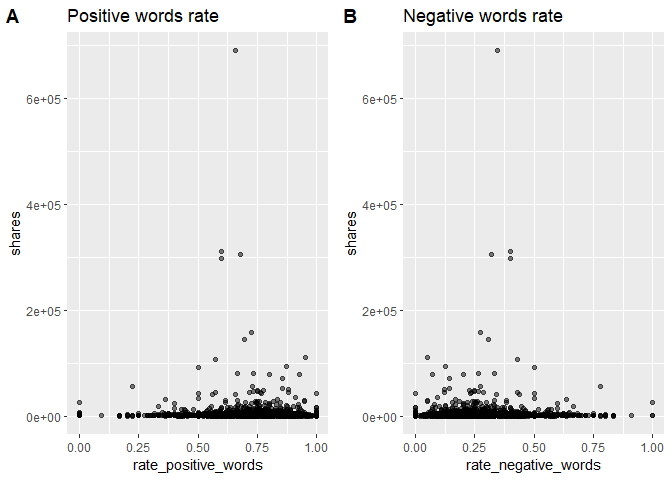 A Positive words rate
6e+05
4e+05
2e+05
0e+00
shares
0.00 0.25 0.50 0.75 1.00
rate_positive_words
B Negative words rate
6e+05
4e+05
2e+05
0e+00
shares
0.00 0.25 0.50 0.75 1.00
rate_negative_words